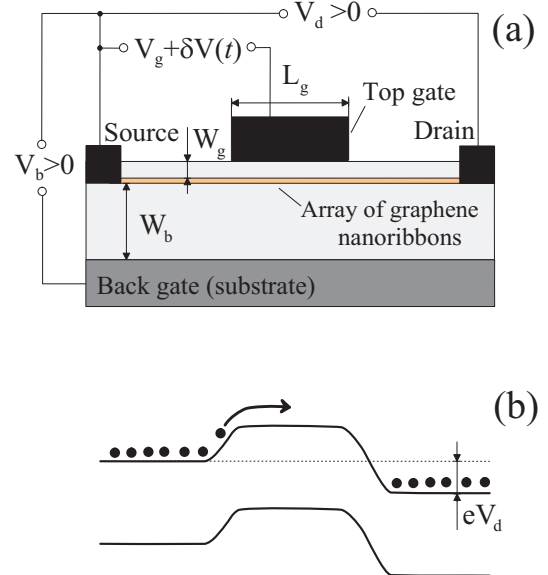 V_d >0
(a)
V_g+δV(t)
L_g
Top gate
Source
W_g
Drain
V_b>0
Array of graphene
nanoribbons
W_b
Back gate (substrate)
(b)
eV_d